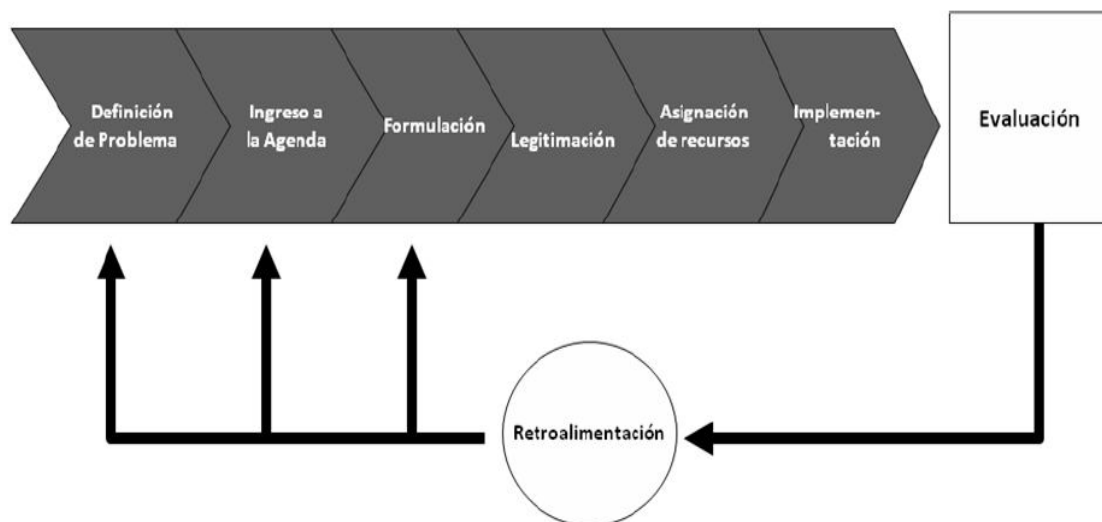 Definición
de Problema
Ingreso a
la Agenda
Formulación
Legitimación
Asignación
de recursos
Implemen-
tación
Evaluación
Retroalimentación